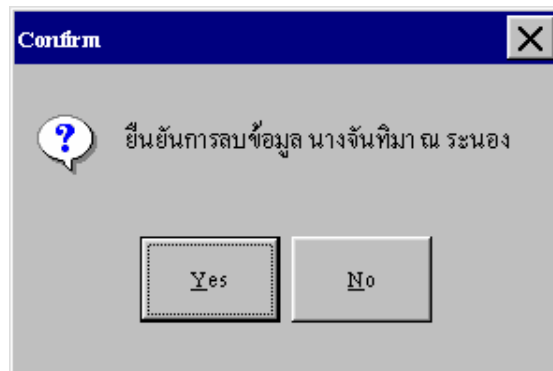 Confirm
ยืนยันการลบข้อมูล นางจันทิมา ณ ระนอง
Yes No